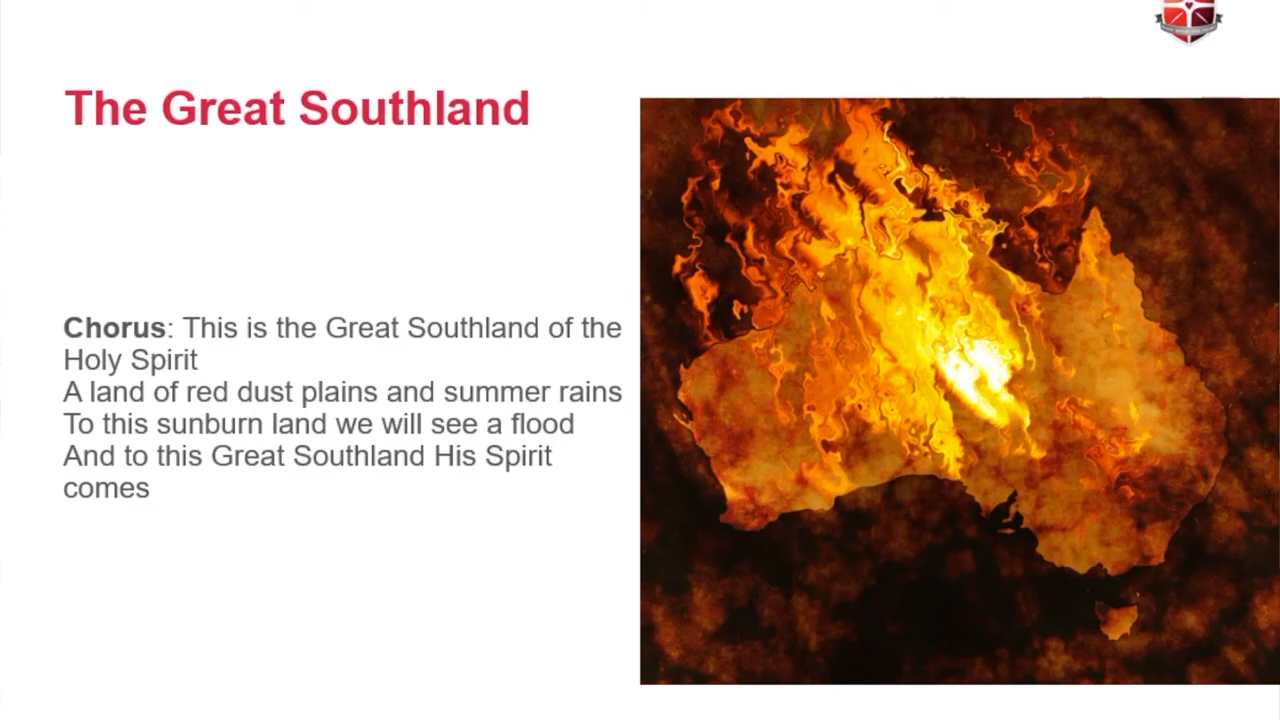 The Great Southland
Chorus: This is the Great Southland of the
Holy Spirit
A land of red dust plains and summer rains
To this sunburn land we will see a flood
And to this Great Southland His Spirit
comes